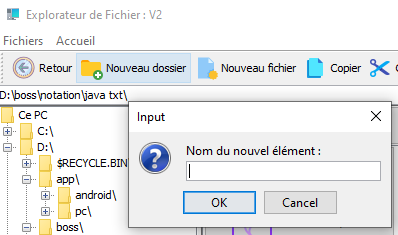 Explorateur de Fichier : V2
Fichiers Accueil
Retour Nouveau dossier Nouveau fichier Copier
D:\boss\notation\java txt\
Ce PC
C:\
D:\
$RECYCLE.BIN
app\
android\
pc\
boss\
Input
Nom du nouvel élément :
OK Cancel